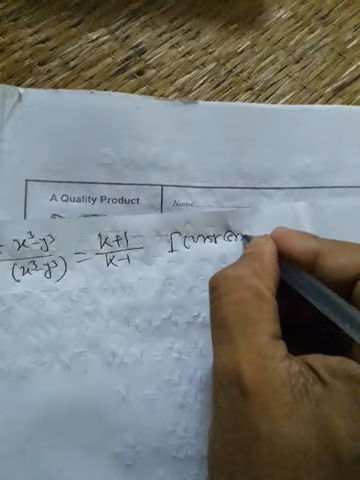 A Quality Product
Name
= x³-y³ / (x³-y³) = k+1 / k-1